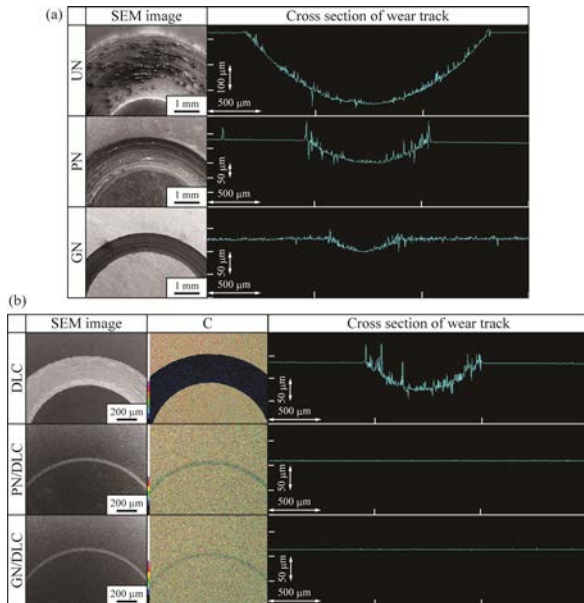 (a)
SEM image Cross section of wear track
UN 1 mm 100 μm 500 μm
PN 1 mm 50 μm 500 μm
GN 1 mm 50 μm 500 μm
(b)
SEM image C Cross section of wear track
DLC 200 μm 50 μm 500 μm
PN/DLC 200 μm 50 μm 500 μm
GN/DLC 200 μm 50 μm 500 μm